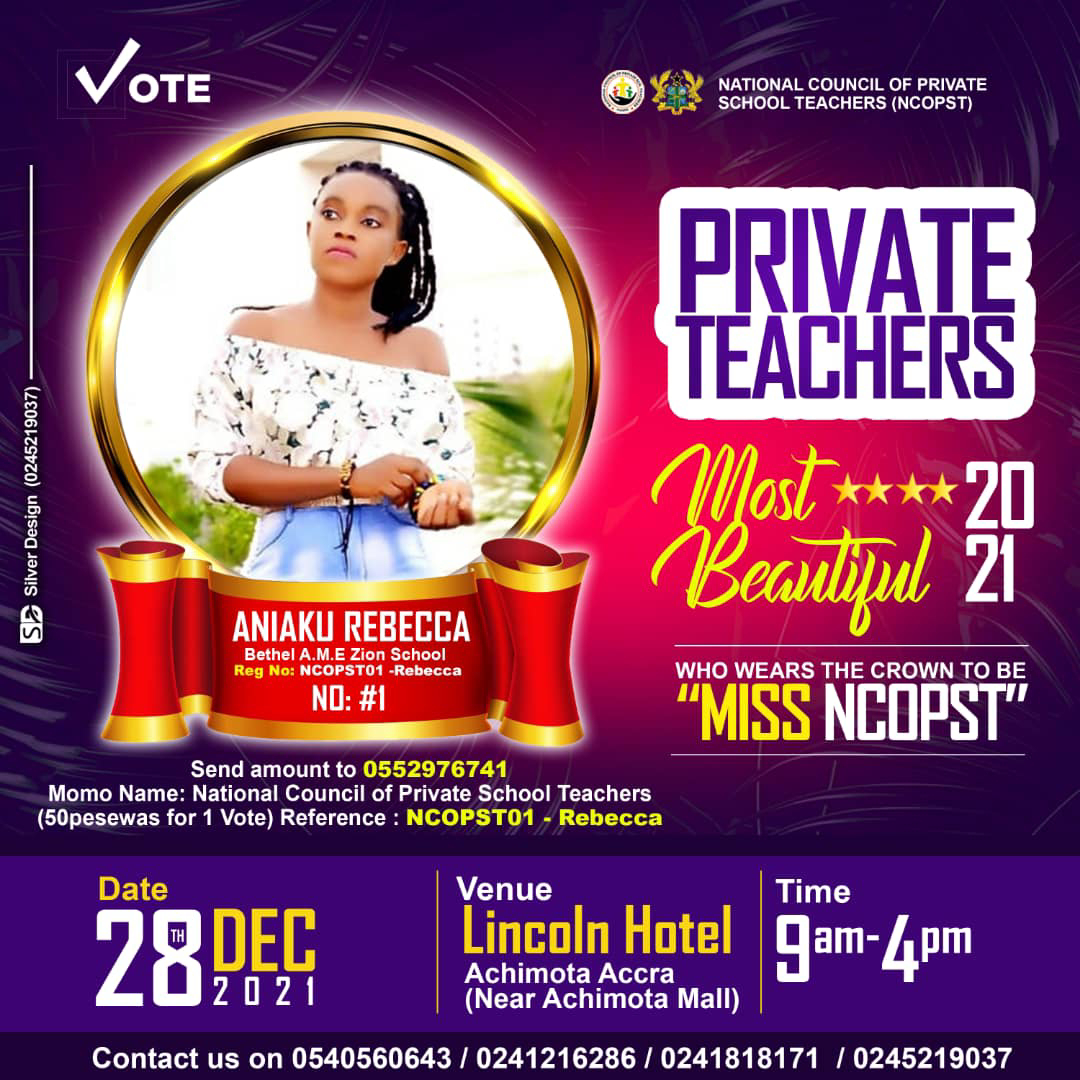 VOTE
NATIONAL COUNCIL OF PRIVATE
SCHOOL TEACHERS (NCOPST)
PRIVATE
TEACHERS
Most
Beautiful
20
21
WHO WEARS THE CROWN TO BE
“MISS NCOPST”
Silver Design (0245219037)
ANIAKU REBECCA
Bethel A.M.E Zion School
Reg No: NCOPST01 -Rebecca
NO: #1
Send amount to 0552976741
Momo Name: National Council of Private School Teachers
(50pesewas for 1 Vote) Reference : NCOPST01 - Rebecca
Date
28TH DEC
2021
Venue
Lincoln Hotel
Achimota Accra
(Near Achimota Mall)
Time
9am-4pm
Contact us on 0540560643 / 0241216286 / 0241818171 / 0245219037